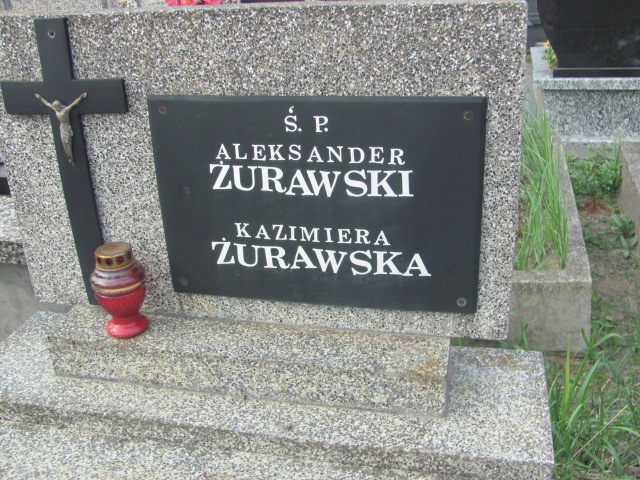 Ś. P.
ALEKSANDER
ŻURAWSKI
KAZIMIERA
ŻURAWSKA